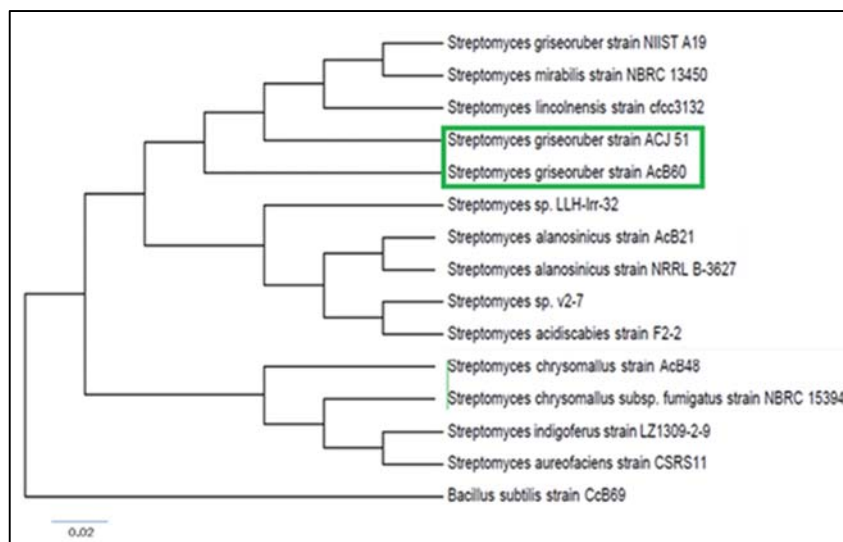 Streptomyces griseoruber strain NIIST A19
Streptomyces mirabilis strain NBRC 13450
Streptomyces lincolnensis strain cfcc3132
Streptomyces griseoruber strain ACJ 51
Streptomyces griseoruber strain AcB60
Streptomyces sp. LLH-Irr-32
Streptomyces alanosinicus strain AcB21
Streptomyces alanosinicus strain NRRL B-3627
Streptomyces sp. v2-7
Streptomyces acidiscabies strain F2-2
Streptomyces chrysomallus strain AcB48
Streptomyces chrysomallus subsp. fumigatus strain NBRC 15394
Streptomyces indigoferus strain LZ1309-2-9
Streptomyces aureofaciens strain CSRS11
Bacillus subtilis strain CcB69
0.02